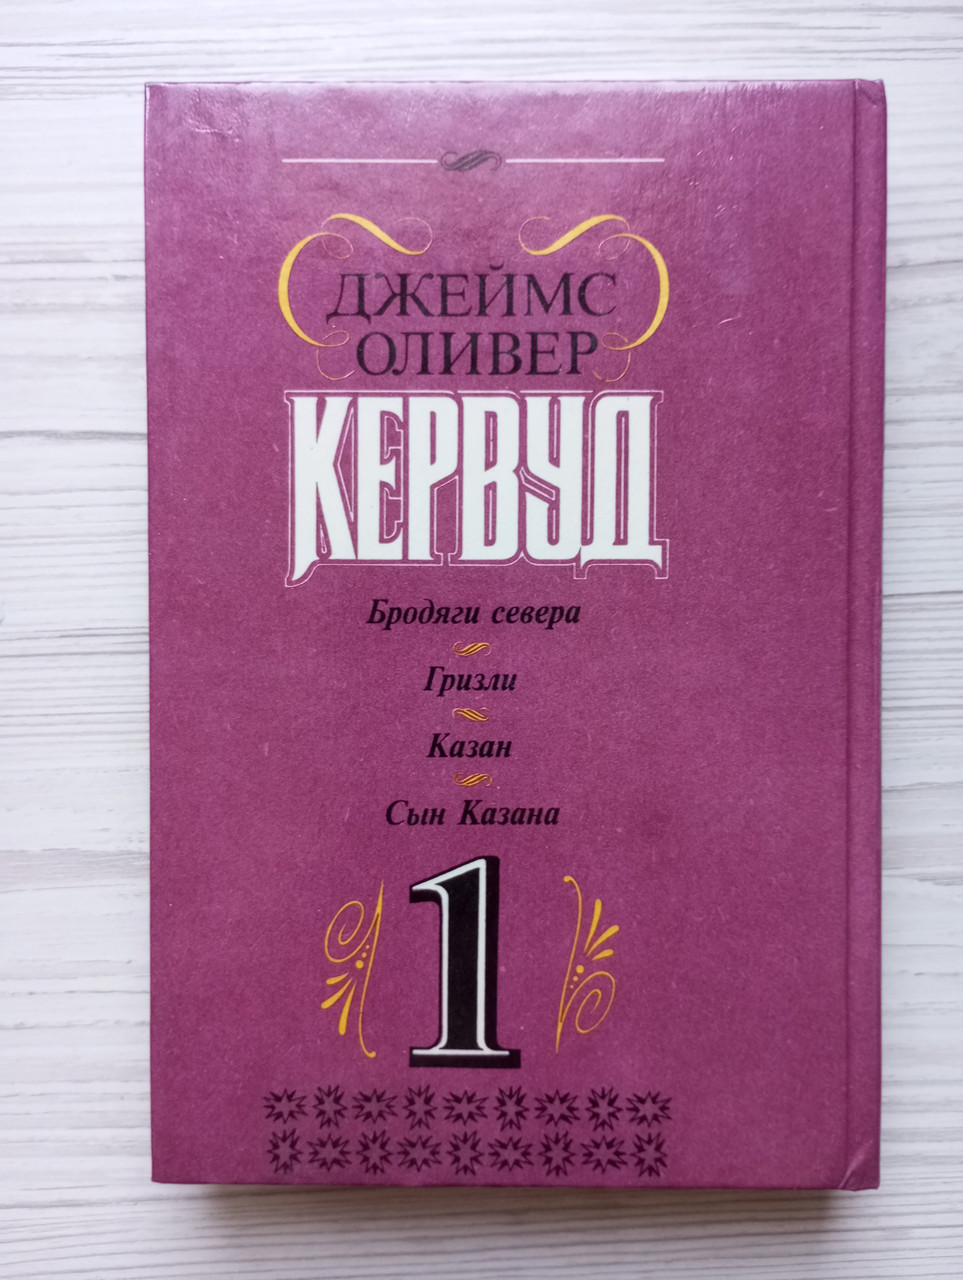 ДЖЕЙМС
ОЛИВЕР
КЕРВУД
Бродяги севера
Гризли
Казан
Сын Казана
1